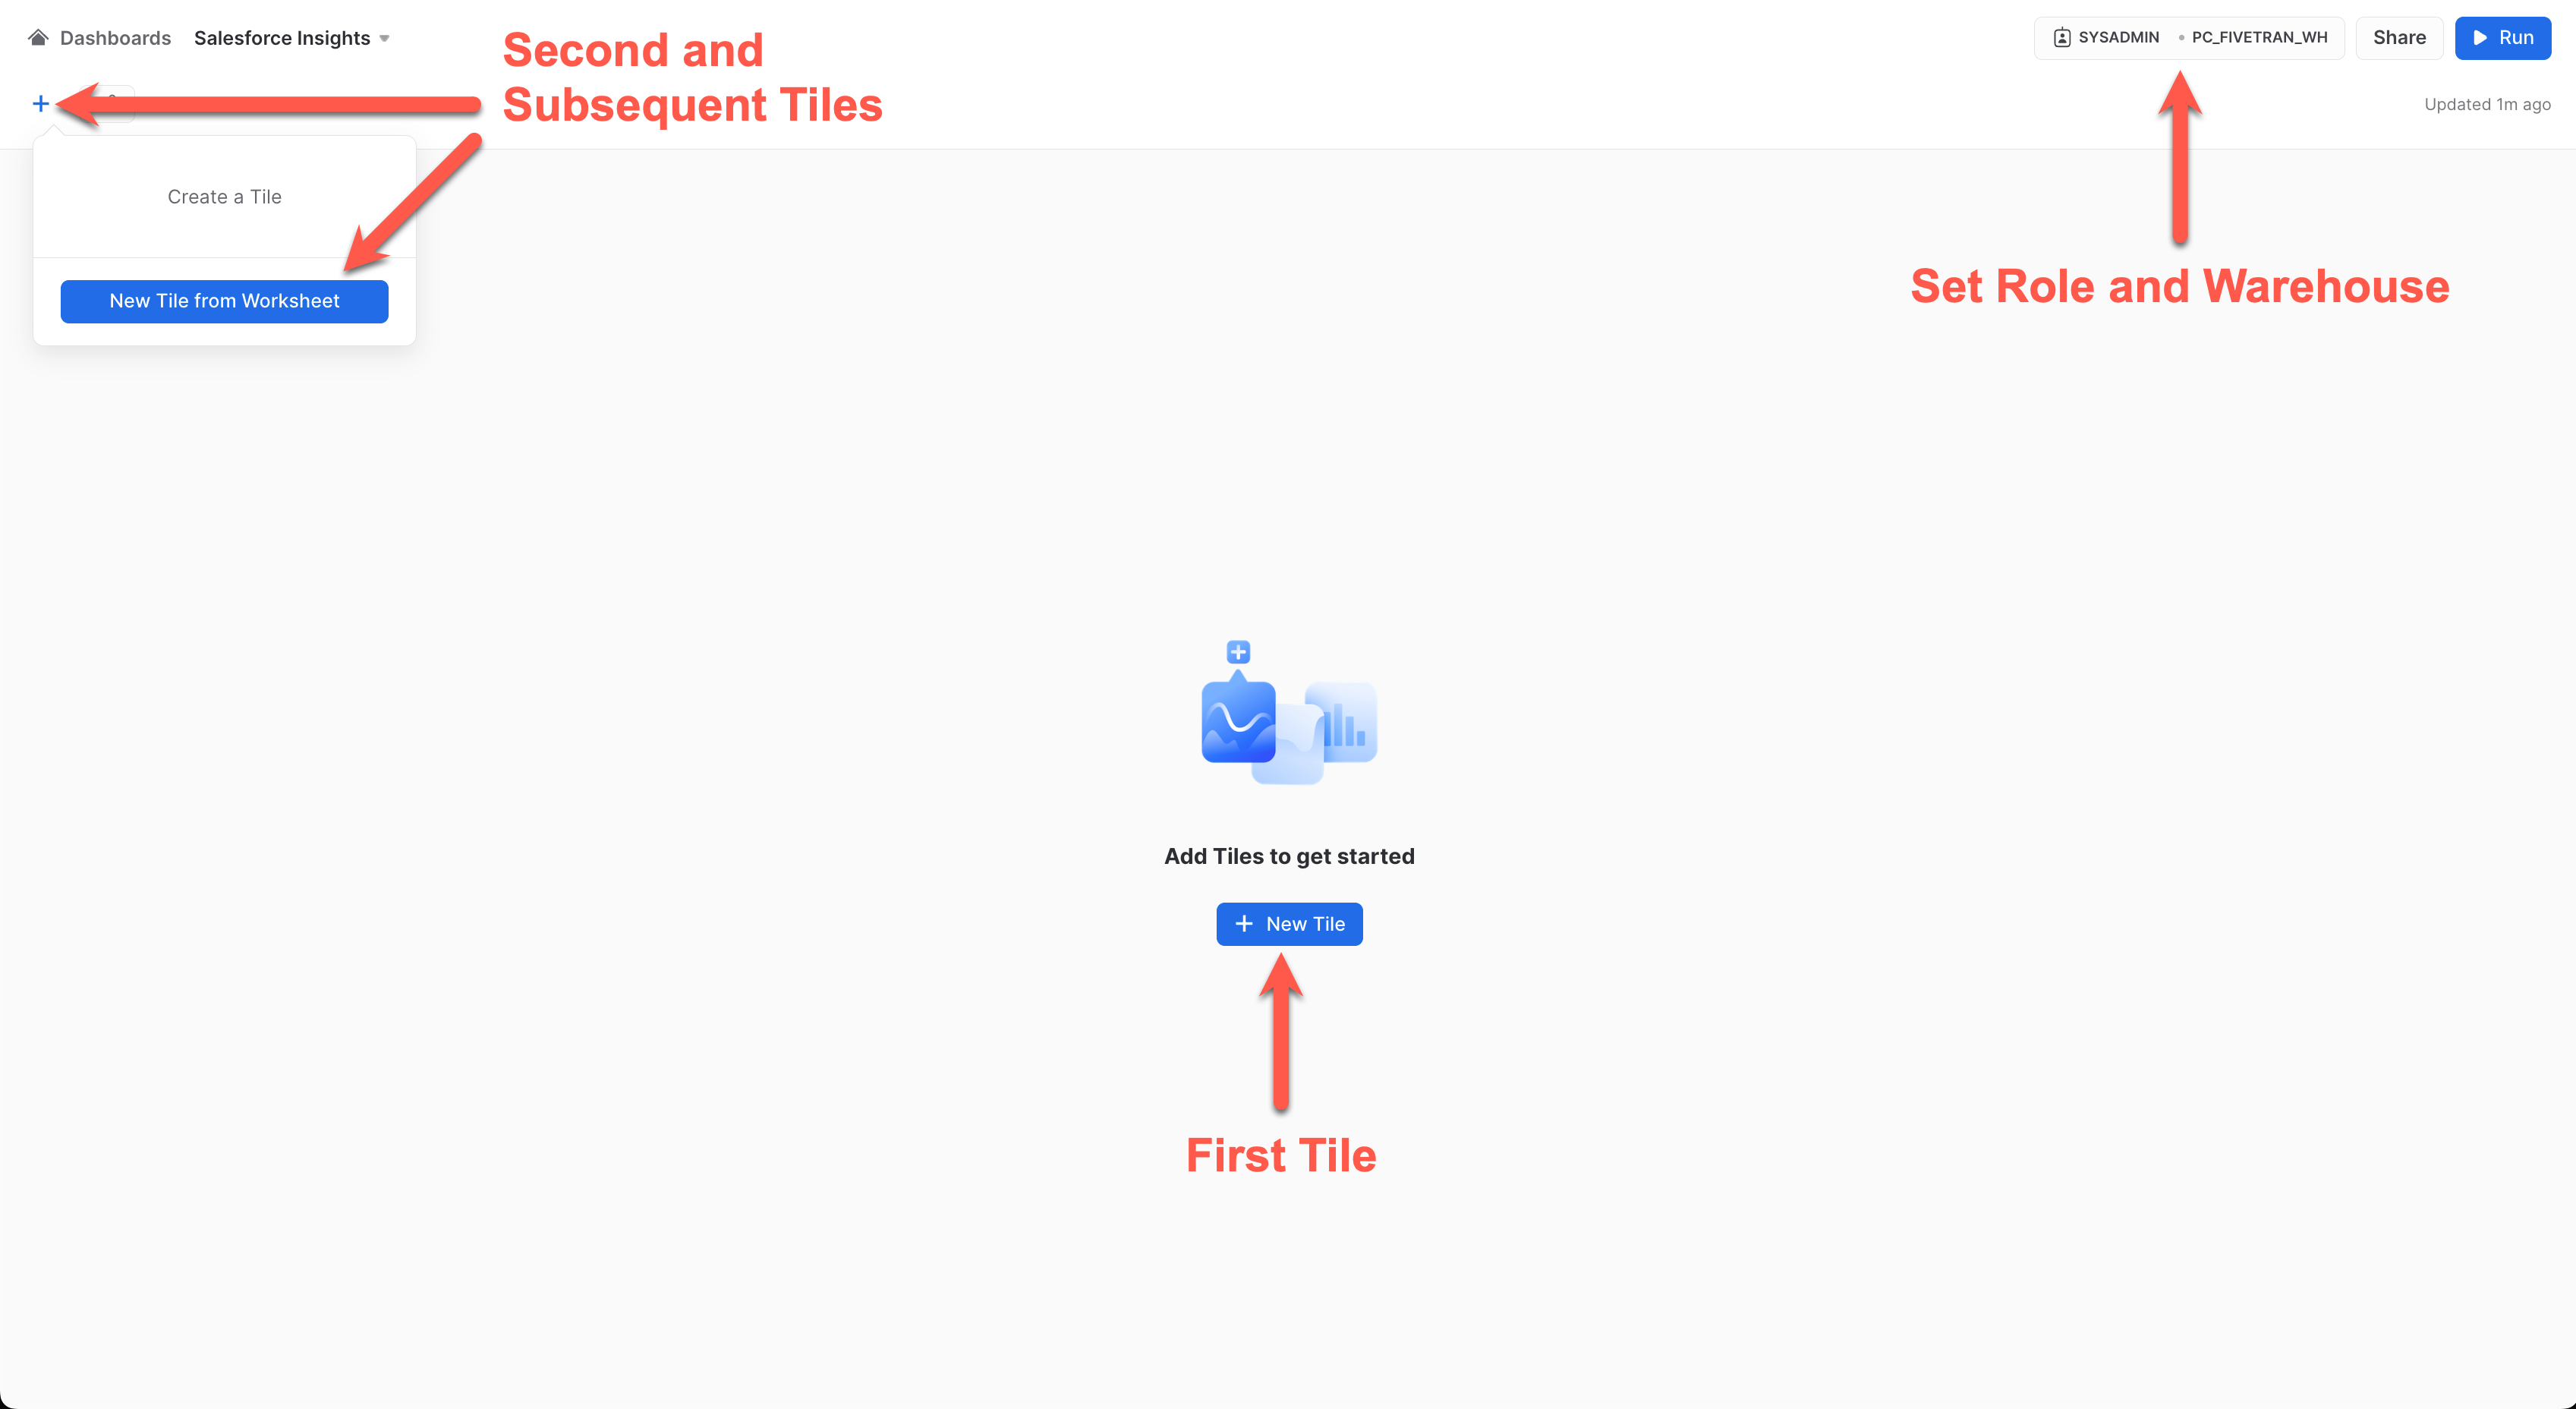 Dashboards Salesforce Insights
SYSADMIN • PC_FIVETRAN_WH
Share
Run
Second and
Subsequent Tiles
Updated 1m ago
Create a Tile
New Tile from Worksheet
Set Role and Warehouse
Add Tiles to get started
+ New Tile
First Tile